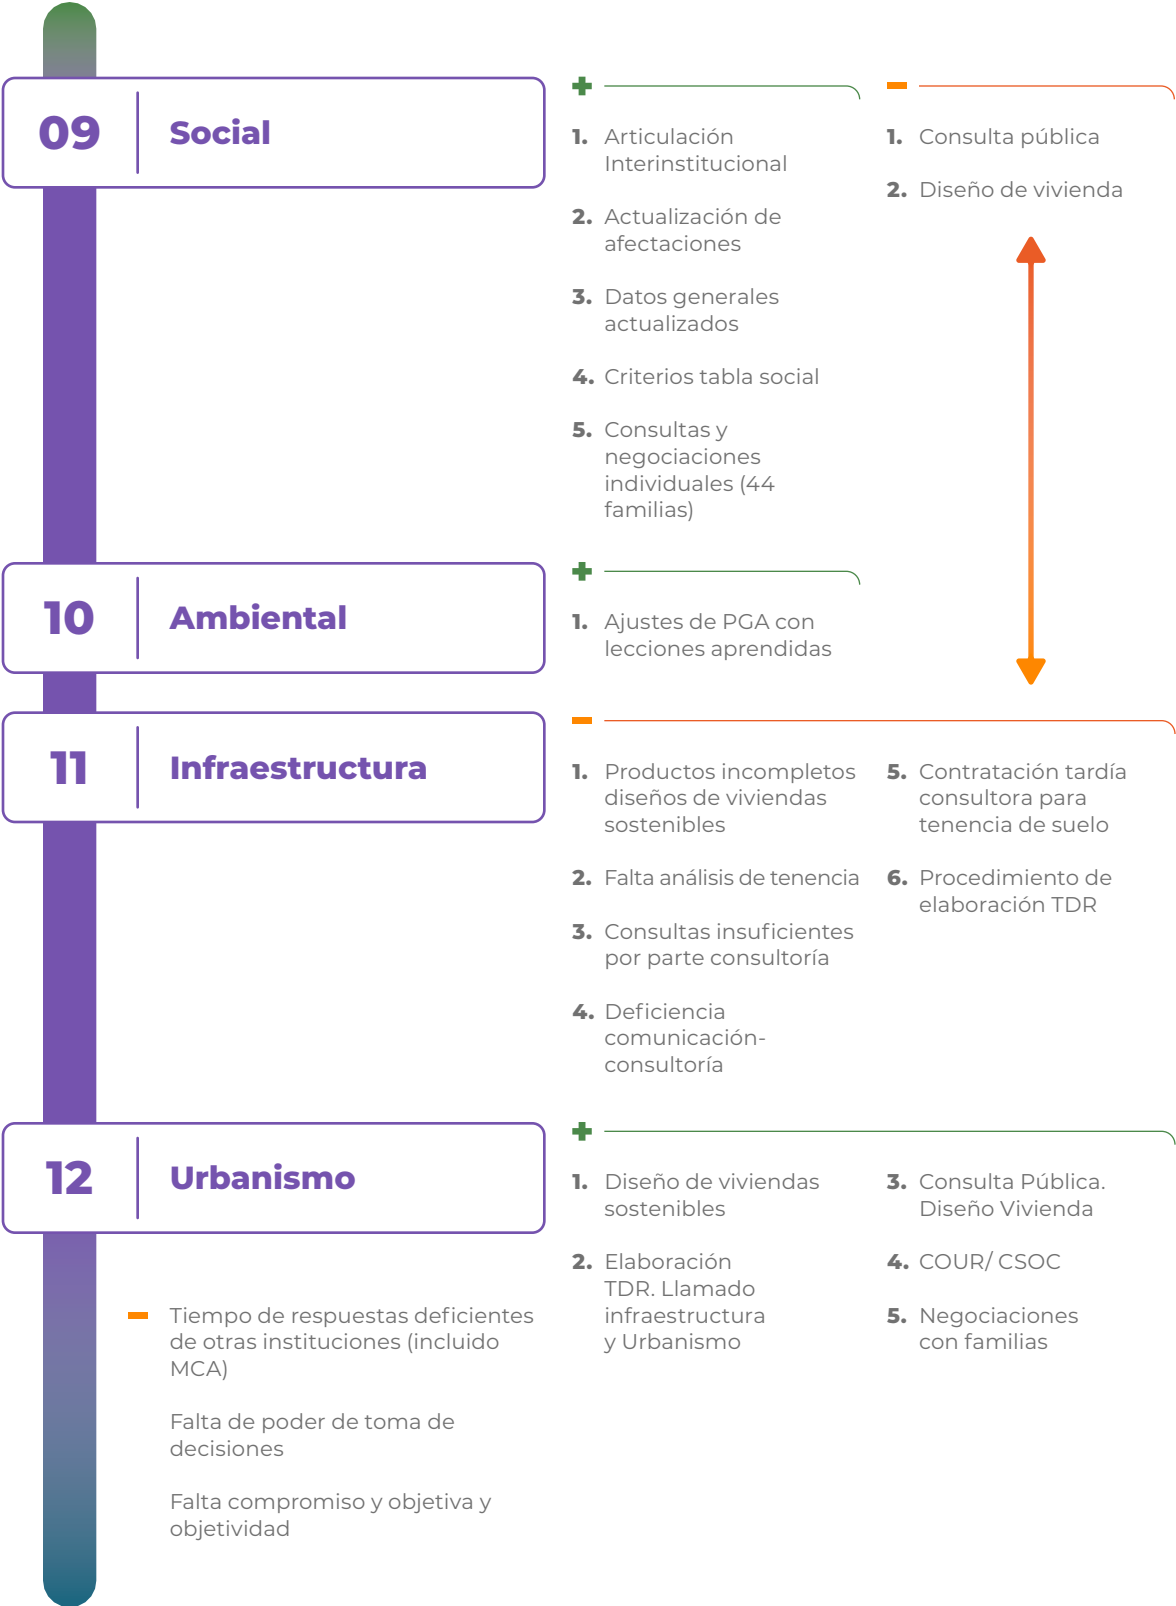 09
Social
1. Articulación
Interinstitucional
2. Actualización de
afectaciones
3. Datos generales
actualizados
4. Criterios tabla social
5. Consultas y
negociaciones
individuales (44
familias)
1. Consulta pública
2. Diseño de vivienda
10
Ambiental
1. Ajustes de PGA con
lecciones aprendidas
11
Infraestructura
1. Productos incompletos
diseños de viviendas
sostenibles
2. Falta análisis de tenencia
3. Consultas insuficientes
por parte consultoría
4. Deficiencia
comunicación-
consultoría
5. Contratación tardía
consultora para
tenencia de suelo
6. Procedimiento de
elaboración TDR
12
Urbanismo
Tiempo de respuestas deficientes
de otras instituciones (incluido
MCA)
Falta de poder de toma de
decisiones
Falta compromiso y objetiva y
objetividad
1. Diseño de viviendas
sostenibles
2. Elaboración
TDR. Llamado
infraestructura
y Urbanismo
3. Consulta Pública.
Diseño Vivienda
4. COUR/ CSOC
5. Negociaciones
con familias